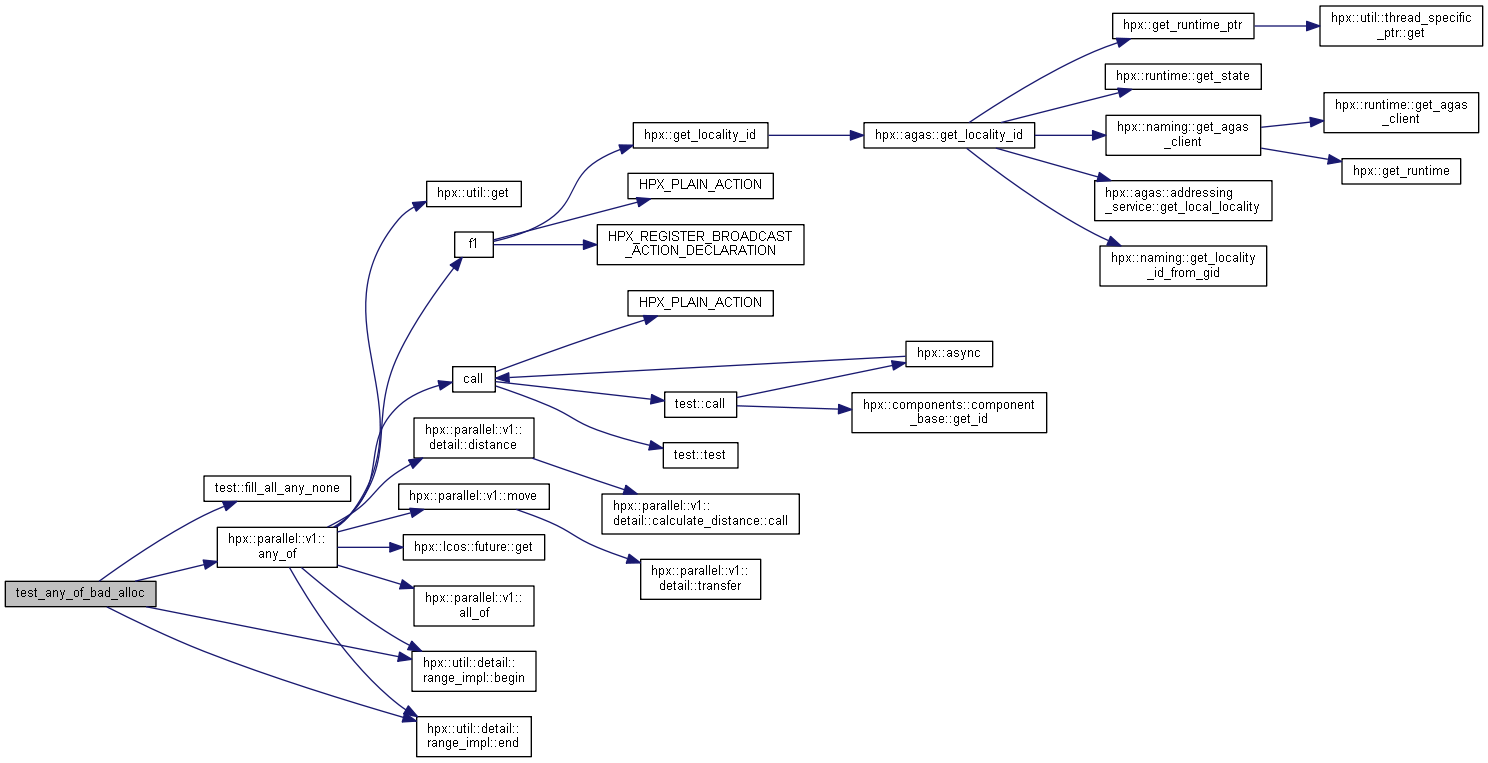 hpx::get_runtime_ptr
hpx::util::thread_specific
_ptr::get
hpx::runtime::get_state
hpx::runtime::get_agas
_client
hpx::get_locality_id
hpx::agas::get_locality_id
hpx::naming::get_agas
_client
hpx::get_runtime
hpx::util::get
HPX_PLAIN_ACTION
hpx::agas::addressing
_service::get_local_locality
f1
HPX_REGISTER_BROADCAST
_ACTION_DECLARATION
hpx::naming::get_locality
_id_from_gid
HPX_PLAIN_ACTION
hpx::async
call
test::call
hpx::components::component
_base::get_id
hpx::parallel::v1::
detail::distance
test::test
test::fill_all_any_none
hpx::parallel::v1::move
hpx::parallel::v1::
detail::calculate_distance::call
hpx::parallel::v1::
any_of
hpx::lcos::future::get
hpx::parallel::v1::
detail::transfer
test_any_of_bad_alloc
hpx::parallel::v1::
all_of
hpx::util::detail::
range_impl::begin
hpx::util::detail::
range_impl::end